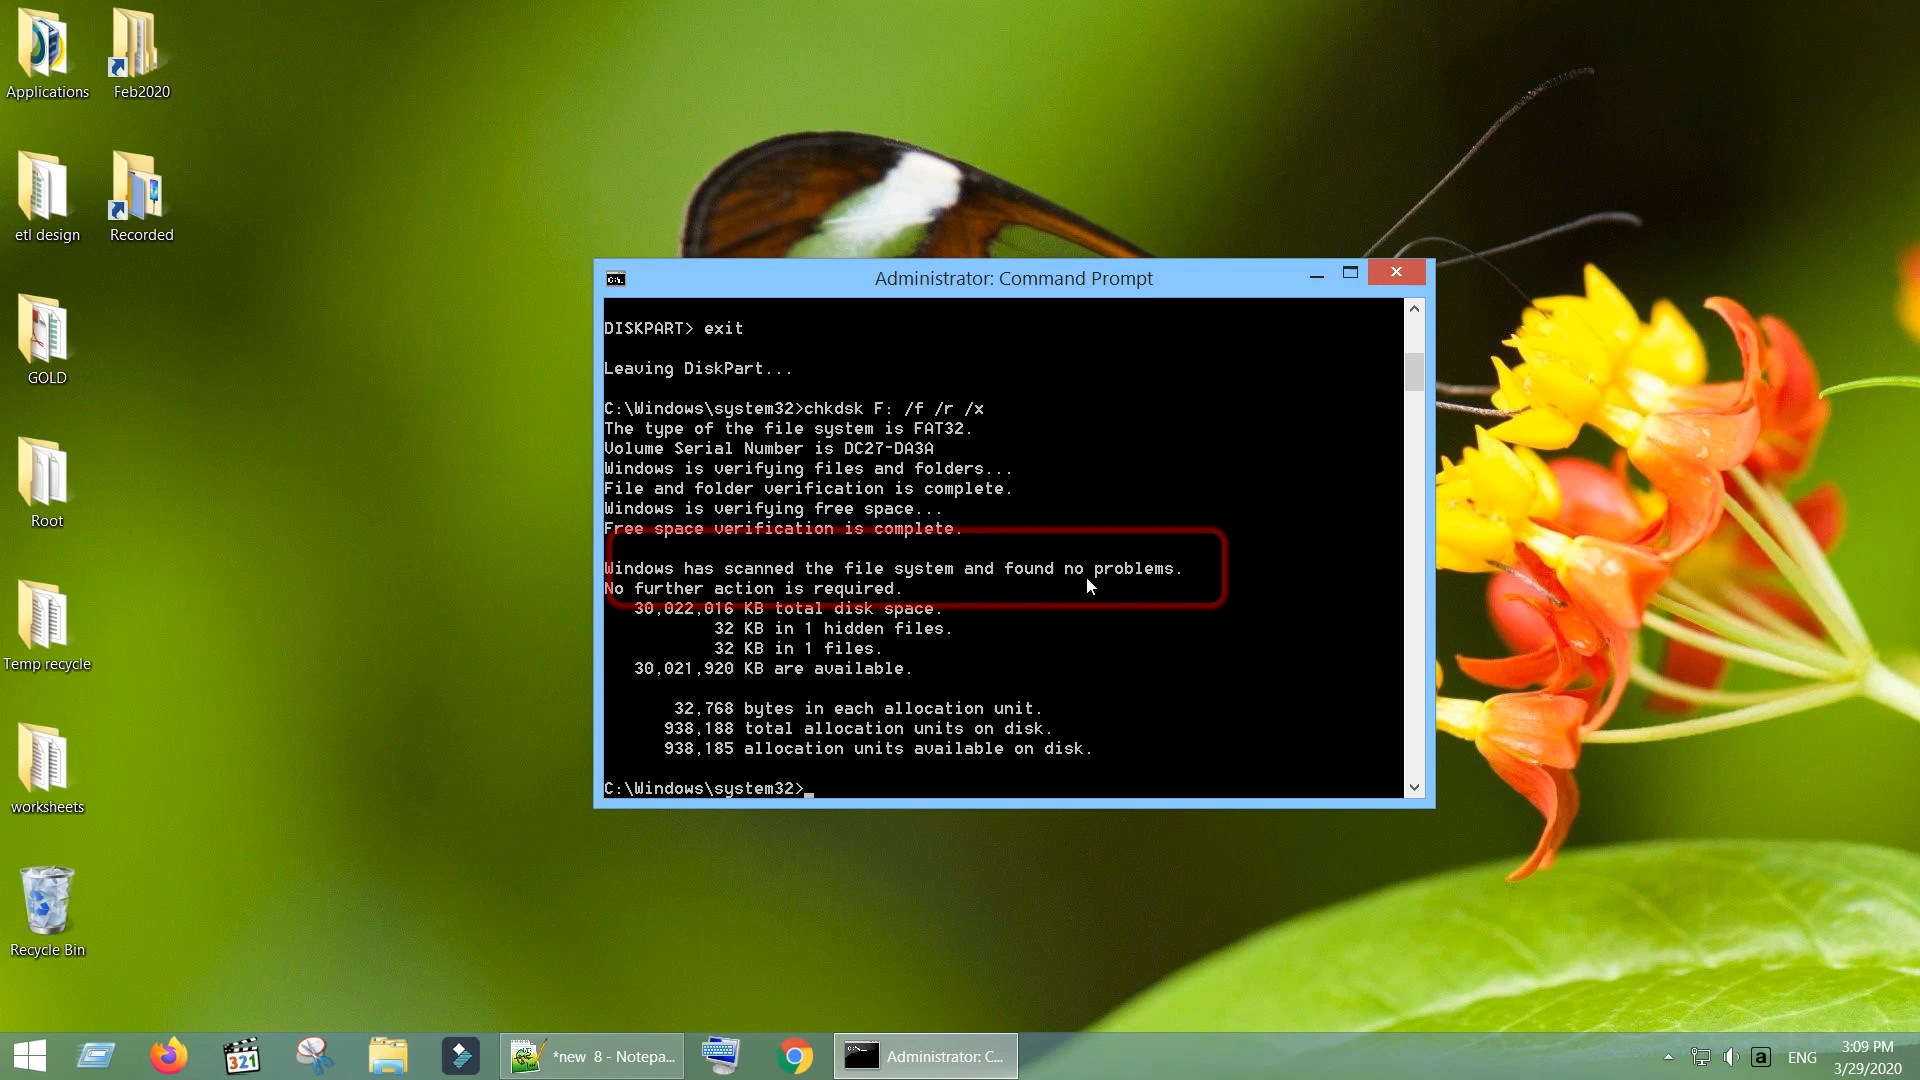 Applications
Feb2020
etl design
Recorded
GOLD
Root
Temp recycle
worksheets
Recycle Bin
Administrator: Command Prompt
DISKPART> exit
Leaving DiskPart...
C:\Windows\system32>chkdsk F: /f /r /x
The type of the file system is FAT32.
Volume Serial Number is DC27-DA3A
Windows is verifying files and folders...
File and folder verification is complete.
Windows is verifying free space...
Free space verification is complete.
Windows has scanned the file system and found no problems.
No further action is required.
30,022,016 KB total disk space.
32 KB in 1 hidden files.
32 KB in 1 files.
30,021,920 KB are available.
32,768 bytes in each allocation unit.
938,188 total allocation units on disk.
938,185 allocation units available on disk.
C:\Windows\system32>_
321
*new 8 - Notepa...
Administrator: C...
a
ENG
3:09 PM
3/29/2020